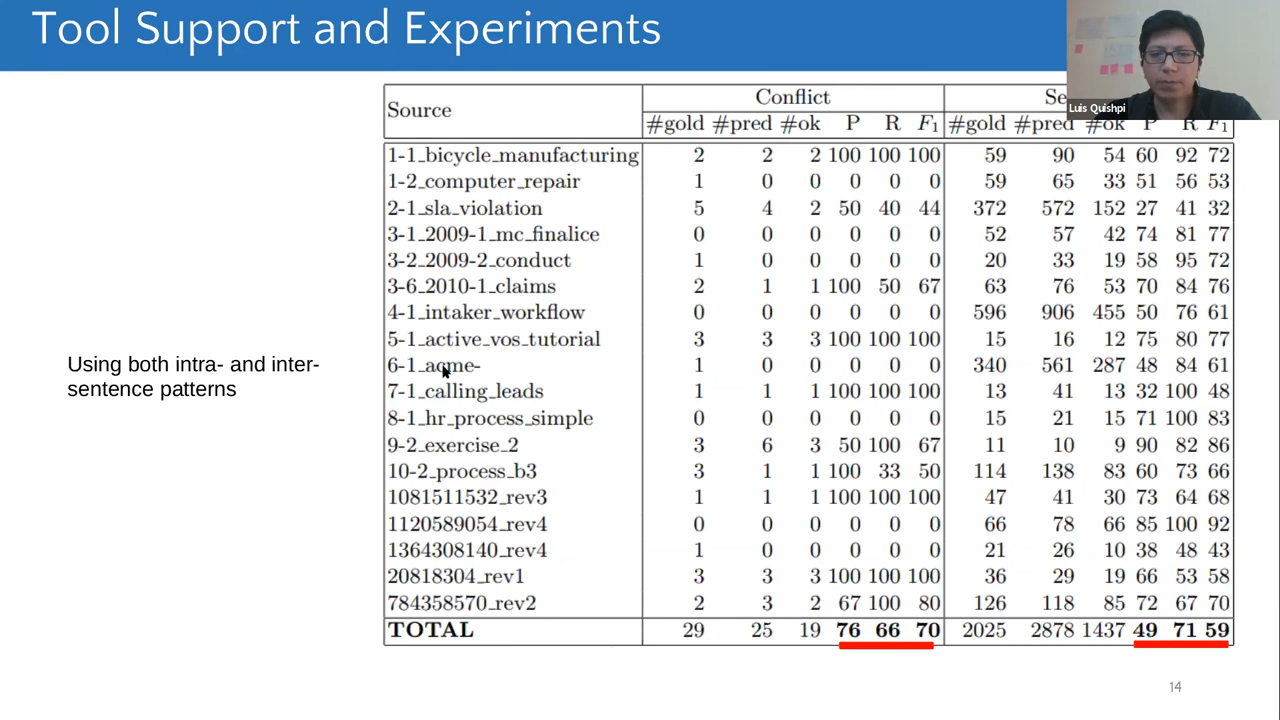 Tool Support and Experiments
Luis Quishpi
Source Conflict Se
#gold #pred #ok P R F1 #gold #pred #ok P R F1
1-1_bicycle_manufacturing 2 2 2 100 100 100 59 90 54 60 92 72
1-2_computer_repair 1 0 0 0 0 0 59 65 33 51 56 53
2-1_sla_violation 5 4 2 50 40 44 372 572 152 27 41 32
3-1_2009-1_mc_finalice 0 0 0 0 0 0 52 57 42 74 81 77
3-2_2009-2_conduct 1 0 0 0 0 0 20 33 19 58 95 72
3-6_2010-1_claims 2 1 1 100 50 67 63 76 53 70 84 76
4-1_intaker_workflow 0 0 0 0 0 0 596 906 455 50 76 61
5-1_active_vos_tutorial 3 3 3 100 100 100 15 16 12 75 80 77
6-1_acme- 1 0 0 0 0 0 340 561 287 48 84 61
7-1_calling_leads 1 1 1 100 100 100 13 41 13 32 100 48
8-1_hr_process_simple 0 0 0 0 0 0 15 21 15 71 100 83
9-2_exercise_2 3 6 3 50 100 67 11 10 9 90 82 86
10-2_process_b3 3 1 1 100 33 50 114 138 83 60 73 66
1081511532_rev3 1 1 1 100 100 100 47 41 30 73 64 68
1120589054_rev4 0 0 0 0 0 0 66 78 66 85 100 92
1364308140_rev4 1 0 0 0 0 0 21 26 10 38 48 43
20818304_rev1 3 3 3 100 100 100 36 29 19 66 53 58
784358570_rev2 2 3 2 67 100 80 126 118 85 72 67 70
TOTAL 29 25 19 76 66 70 2025 2878 1437 49 71 59
Using both intra- and inter-
sentence patterns
14